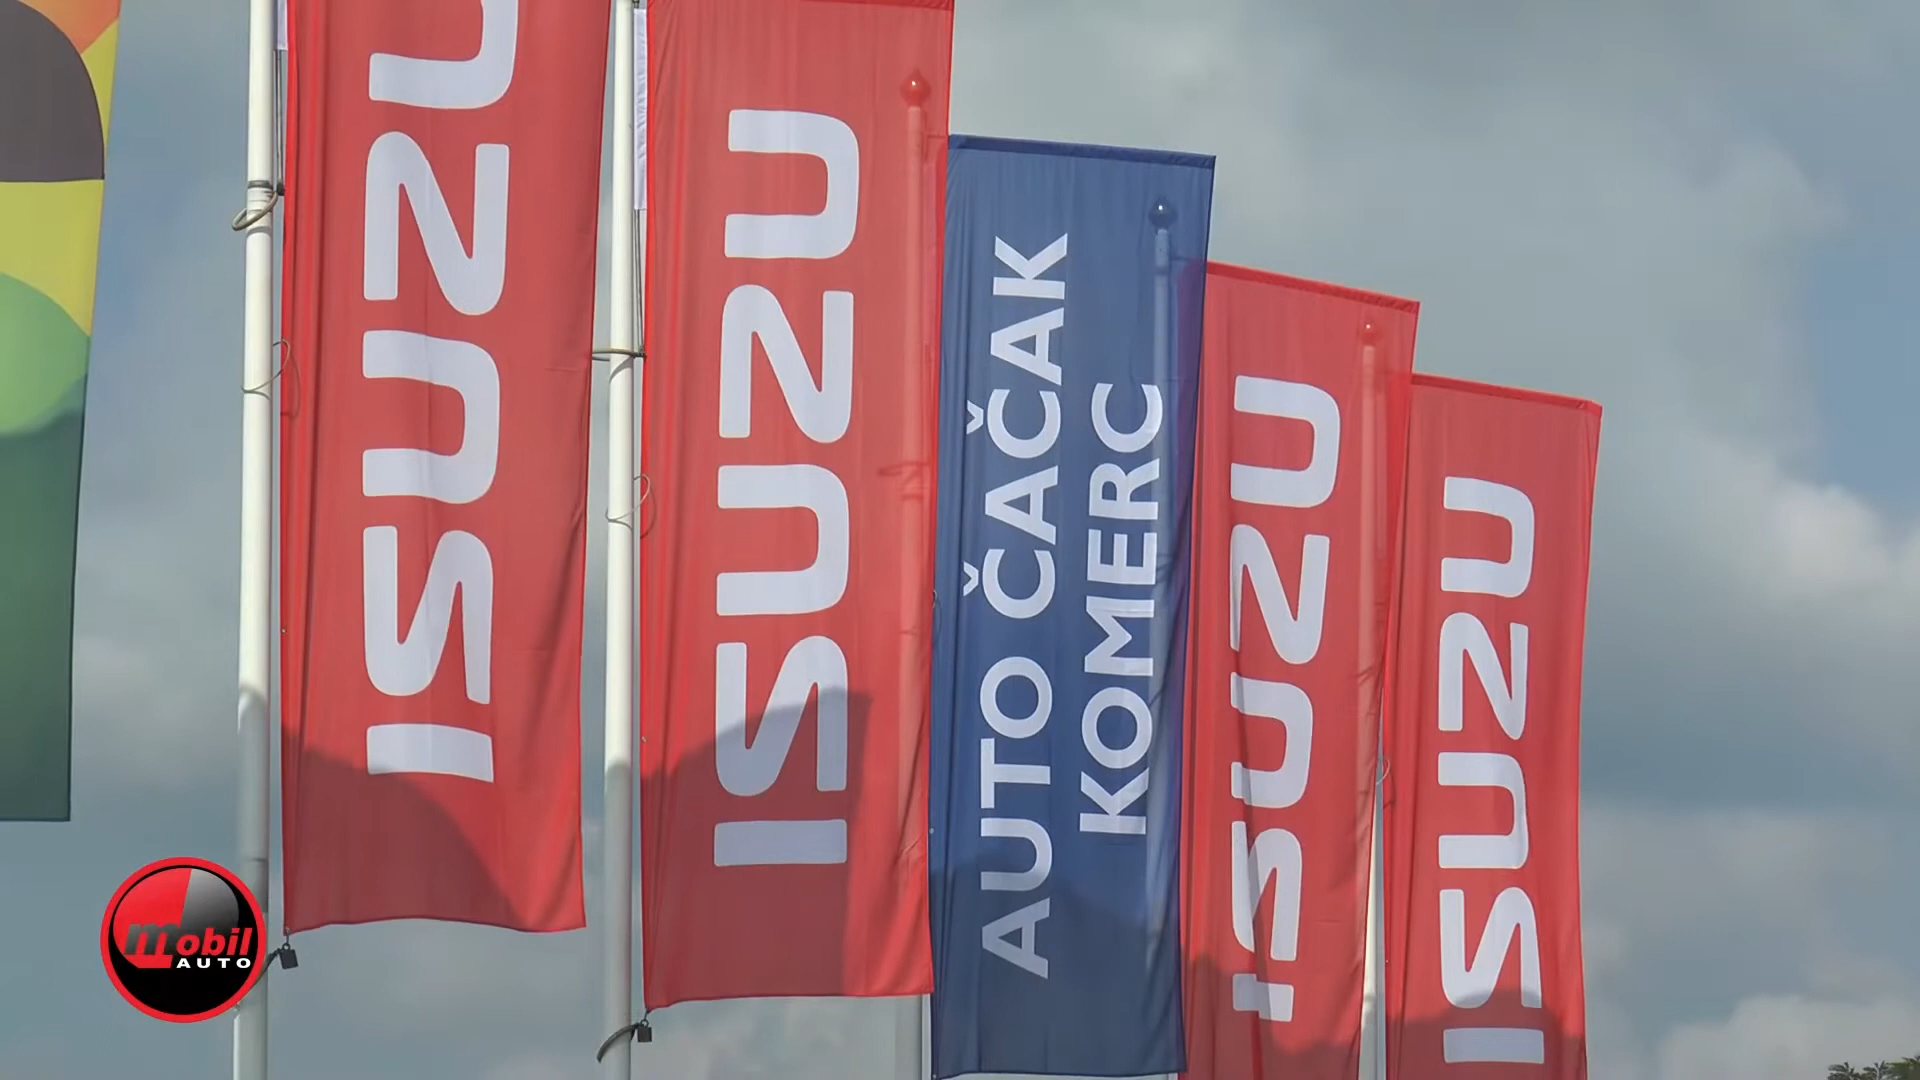 ISUZU
ISUZU
AUTO ČAČAK
KOMERC
ISUZU
ISUZU
mobil
AUTO